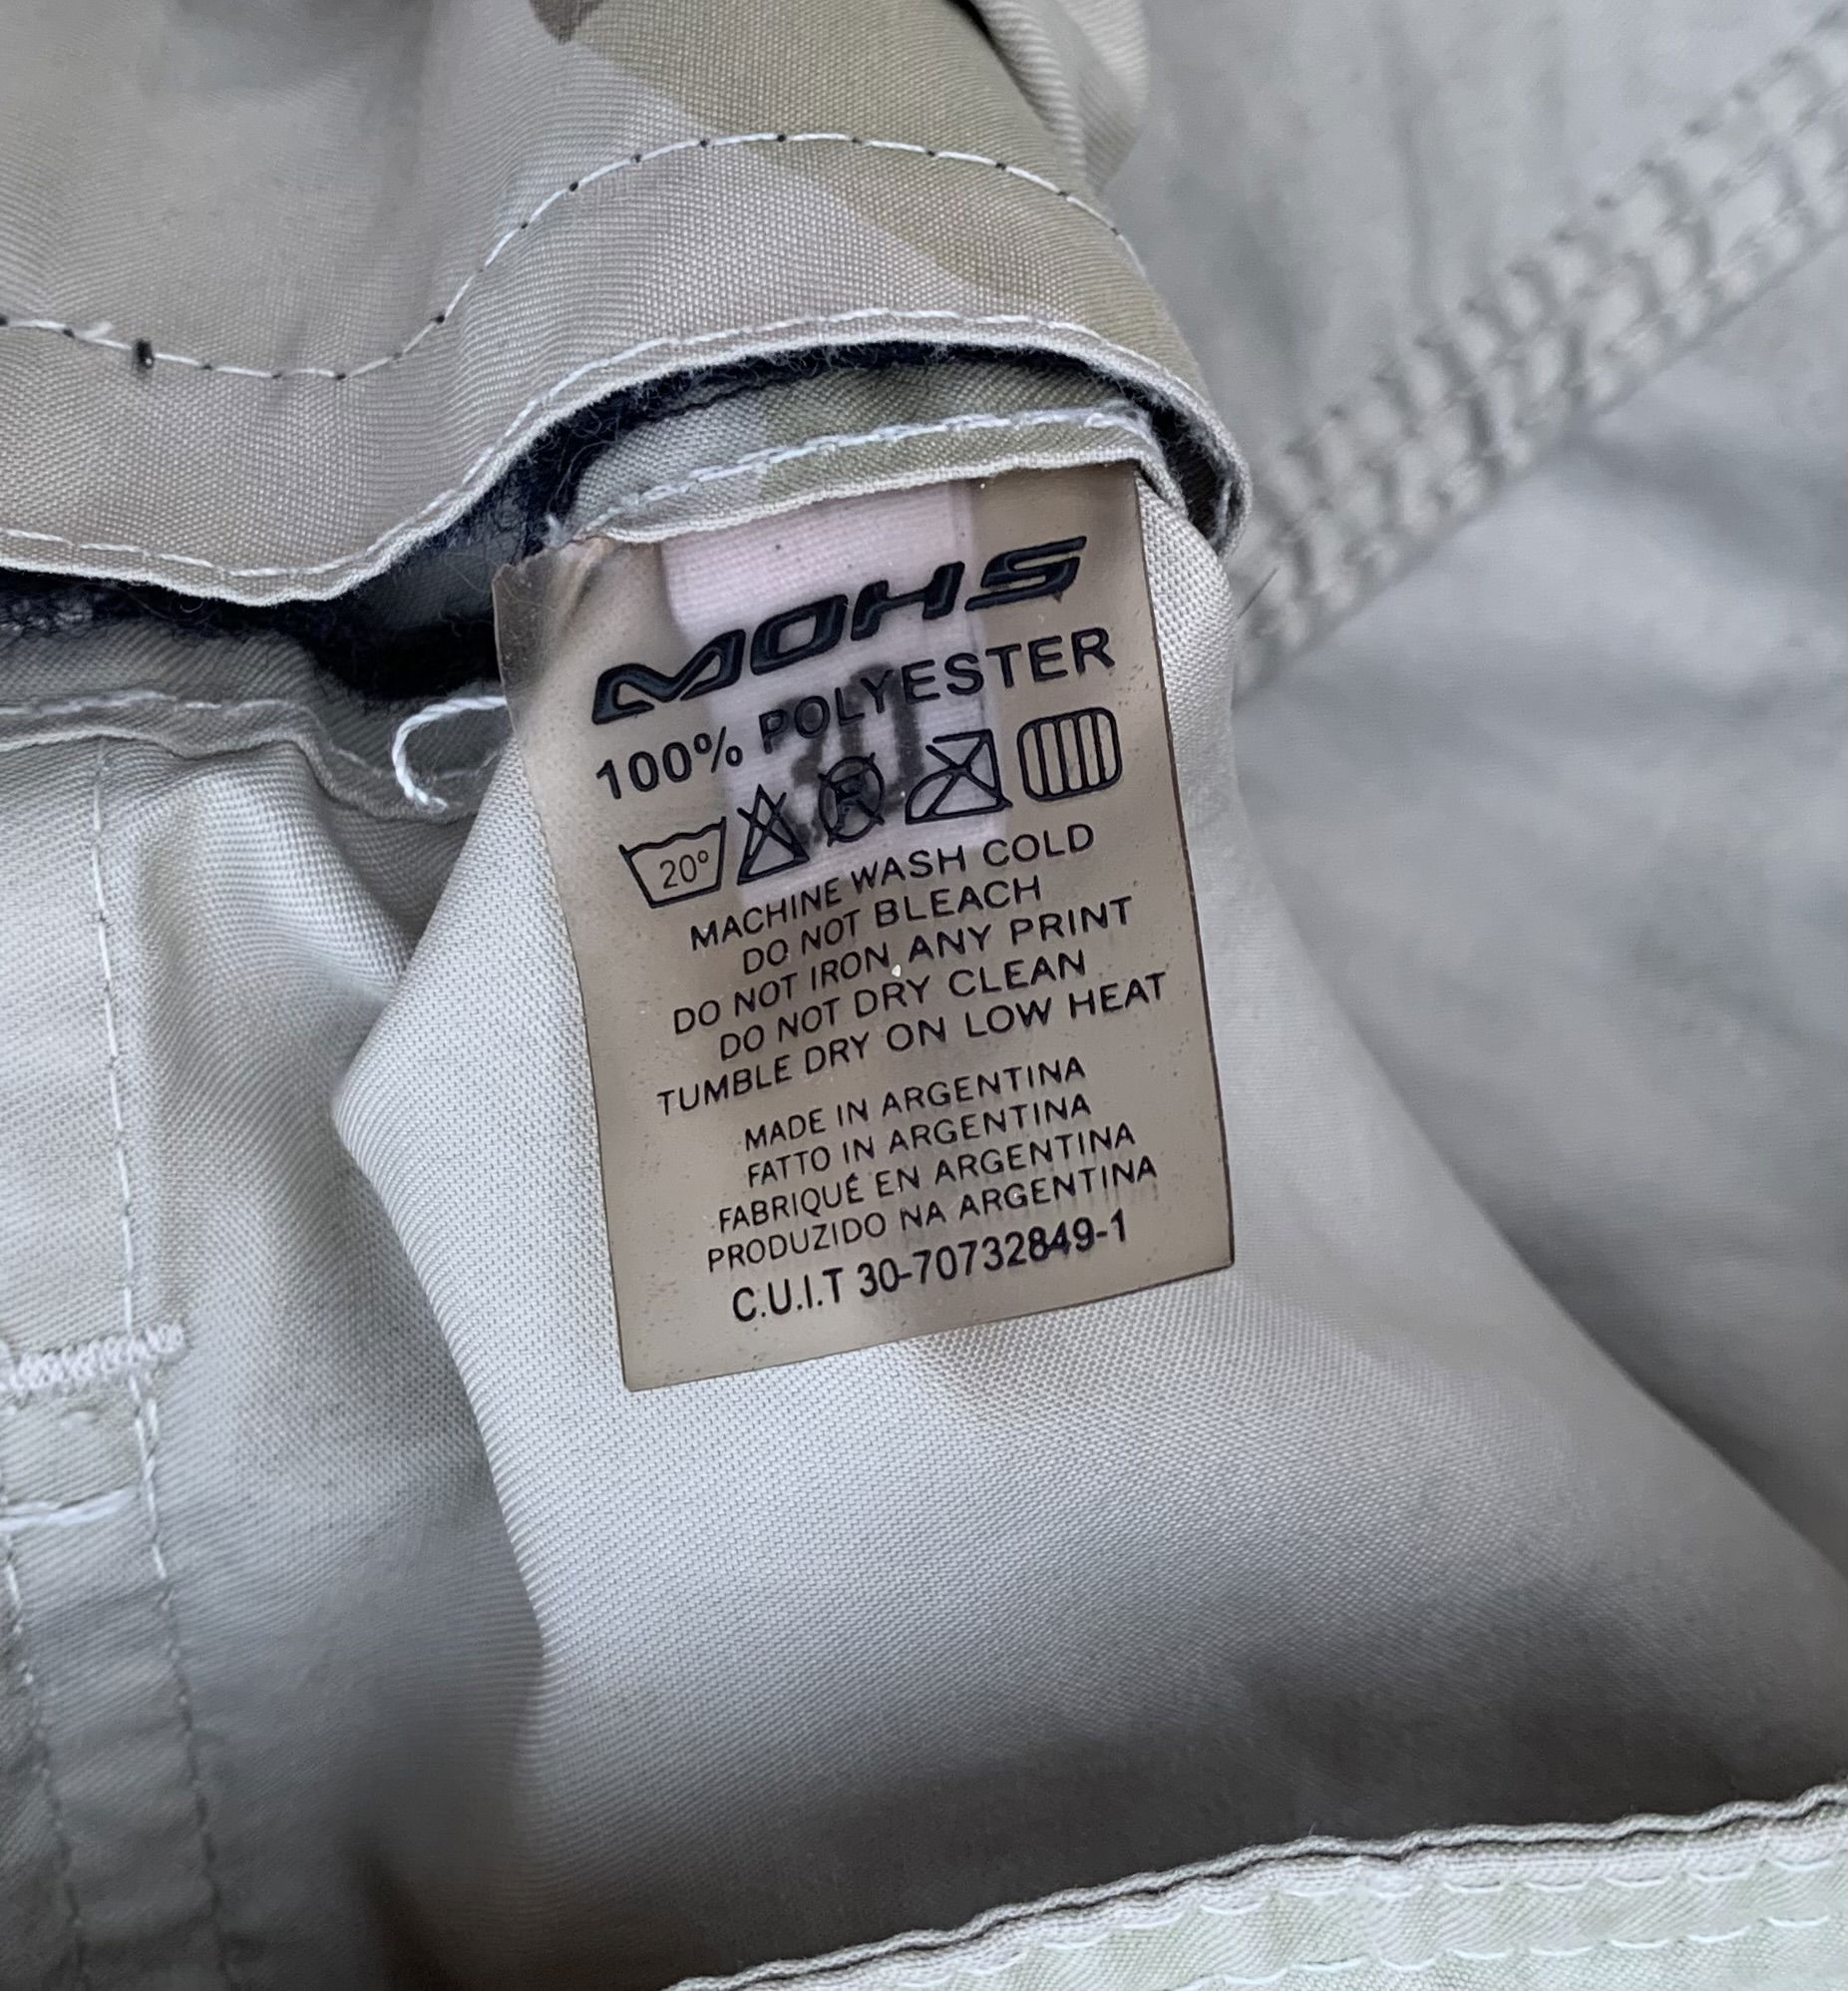 MOHS
100% POLYESTER
20°
MACHINE WASH COLD
DO NOT BLEACH
DO NOT IRON ANY PRINT
DO NOT DRY CLEAN
TUMBLE DRY ON LOW HEAT
MADE IN ARGENTINA
FATTO IN ARGENTINA
FABRIQUÉ EN ARGENTINA
PRODUZIDO NA ARGENTINA
C.U.I.T 30-70732849-1